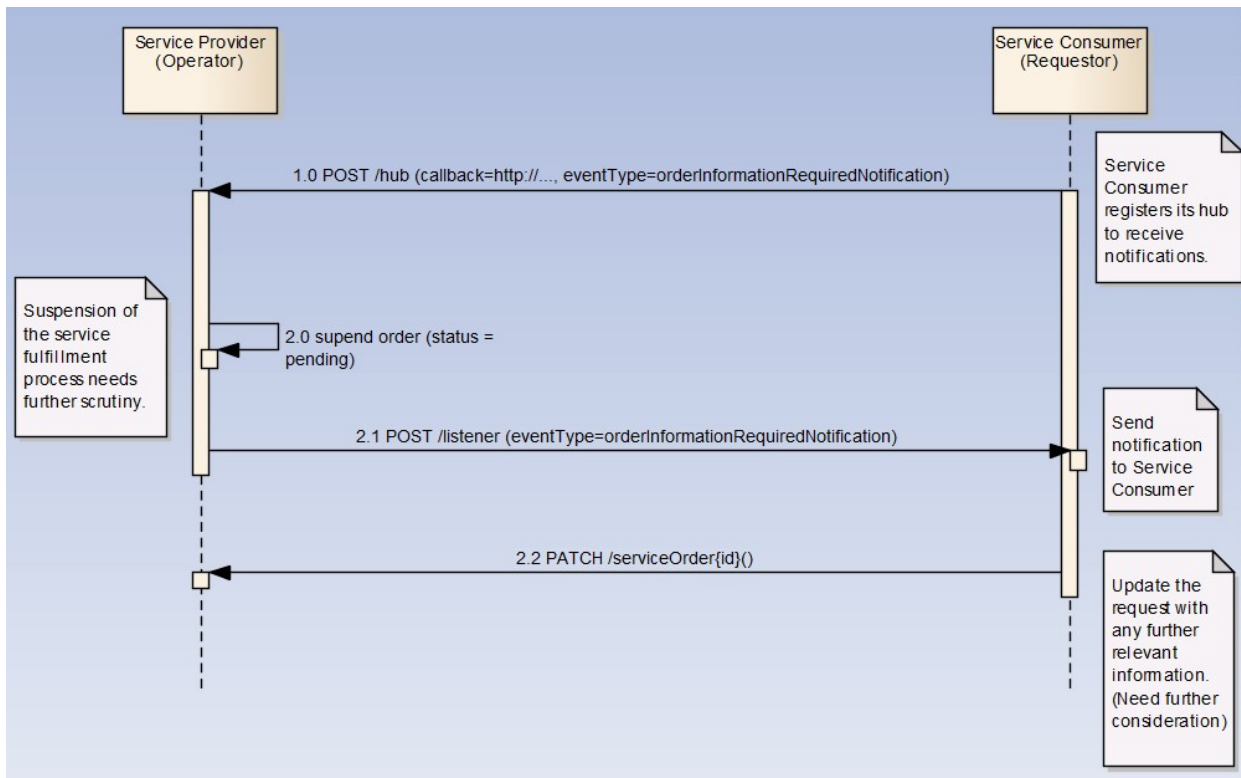 Service Provider
(Operator)
Service Consumer
(Requestor)
1.0 POST /hub (callback=http://..., eventType=orderInformationRequiredNotification)
Service
Consumer
registers its hub
to receive
notifications.
Suspension of
the service
fulfillment
process needs
further scrutiny.
2.0 supend order (status =
pending)
2.1 POST /listener (eventType=orderInformationRequiredNotification)
Send
notification
to Service
Consumer
2.2 PATCH /serviceOrder{id}()
Update the
request with
any further
relevant
information.
(Need further
consideration)